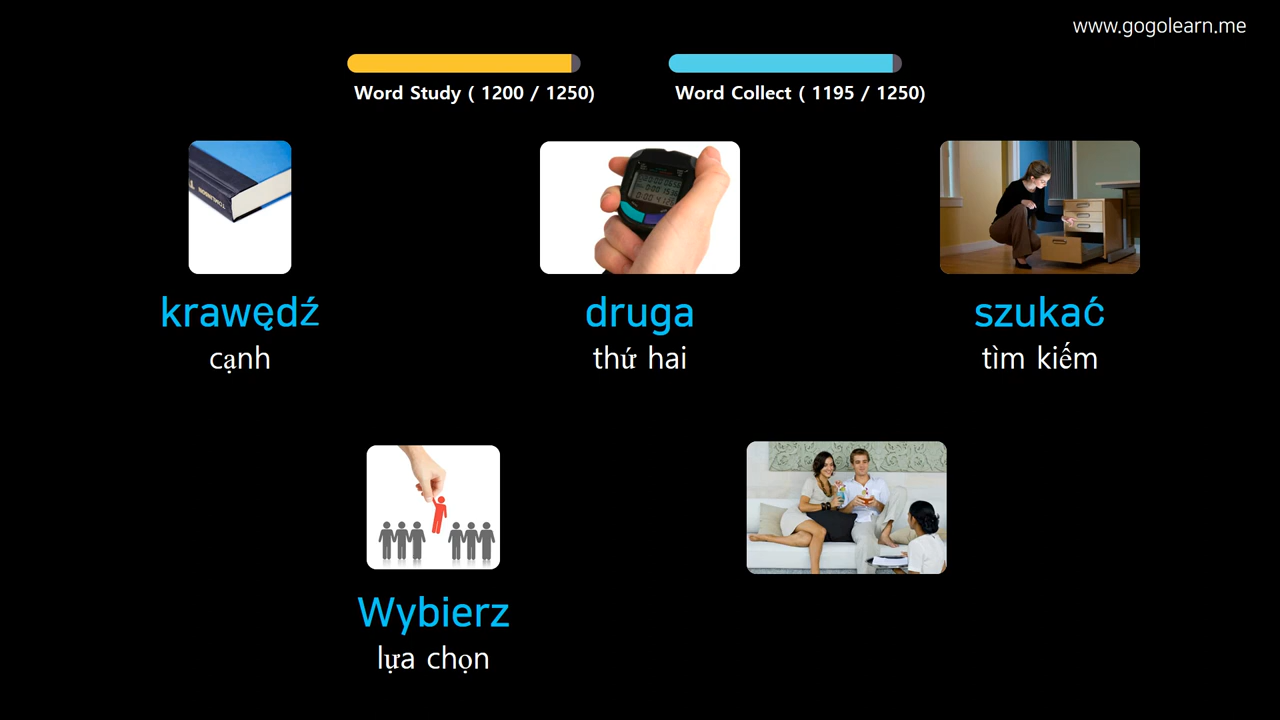 www.gogolearn.me
Word Study ( 1200 / 1250)
Word Collect ( 1195 / 1250)
TOMLINSON
krawędź
cạnh
druga
thứ hai
szukać
tìm kiếm
Wybierz
lựa chọn